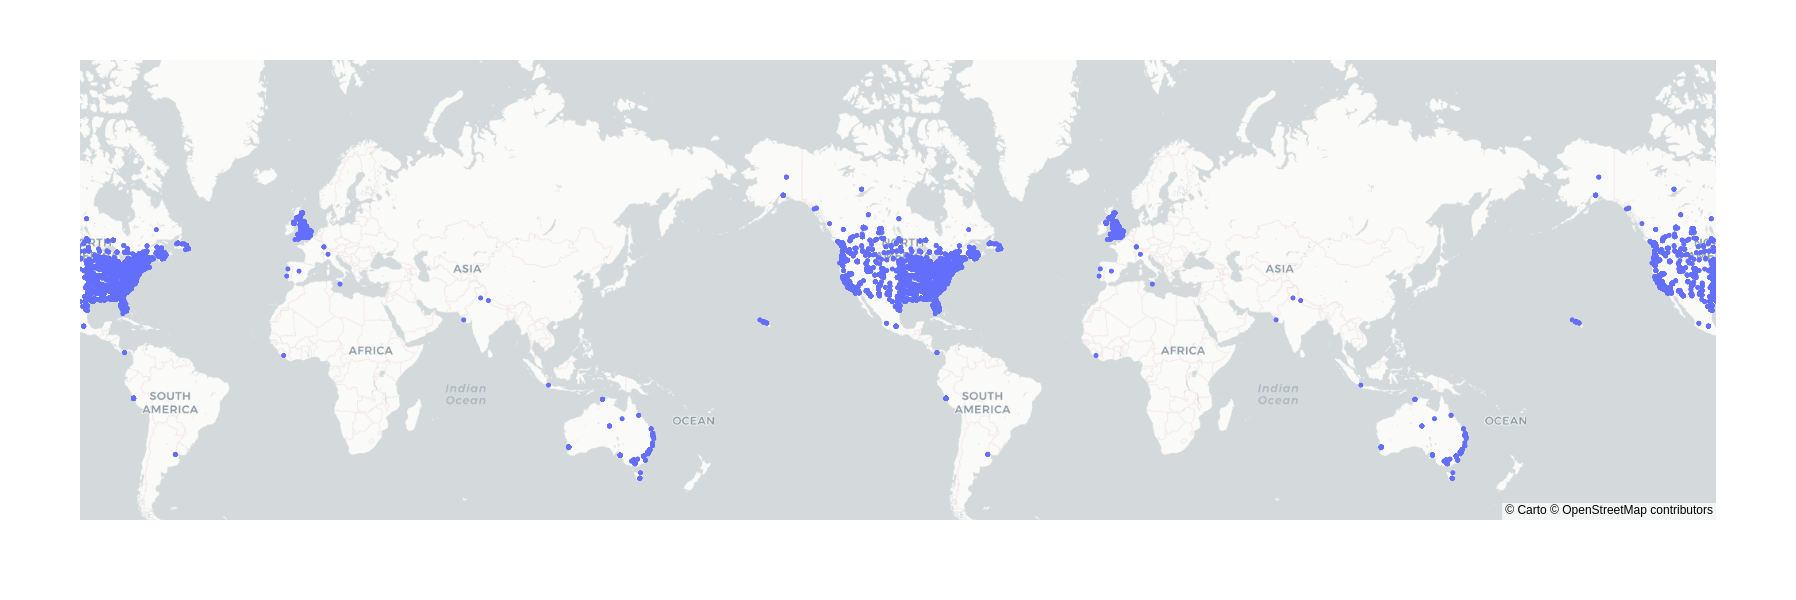 ASIA
ASIA
AFRICA
AFRICA
Indian
Ocean
Indian
Ocean
SOUTH
AMERICA
SOUTH
AMERICA
OCEAN
OCEAN
© Carto © OpenStreetMap contributors